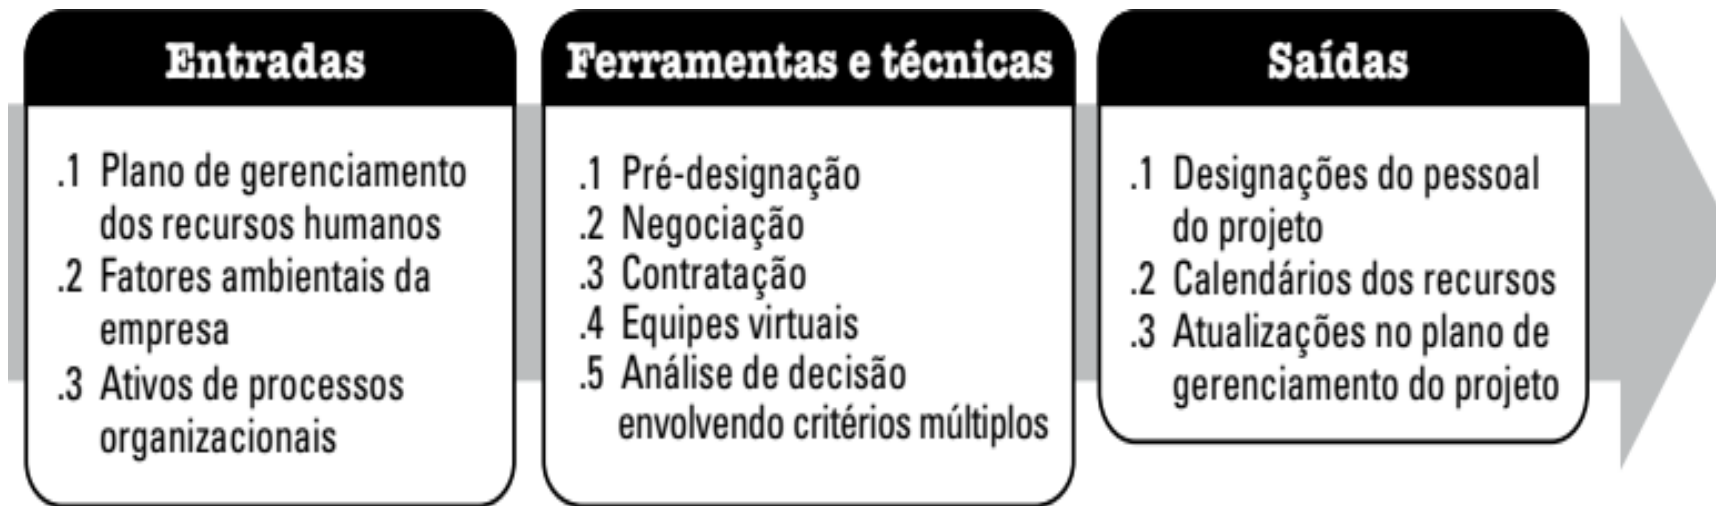 Entradas
.1 Plano de gerenciamento
dos recursos humanos
.2 Fatores ambientais da
empresa
.3 Ativos de processos
organizacionais
Ferramentas e técnicas
.1 Pré-designação
.2 Negociação
.3 Contratação
.4 Equipes virtuais
.5 Análise de decisão
envolvendo critérios múltiplos
Saídas
.1 Designações do pessoal
do projeto
.2 Calendários dos recursos
.3 Atualizações no plano de
gerenciamento do projeto